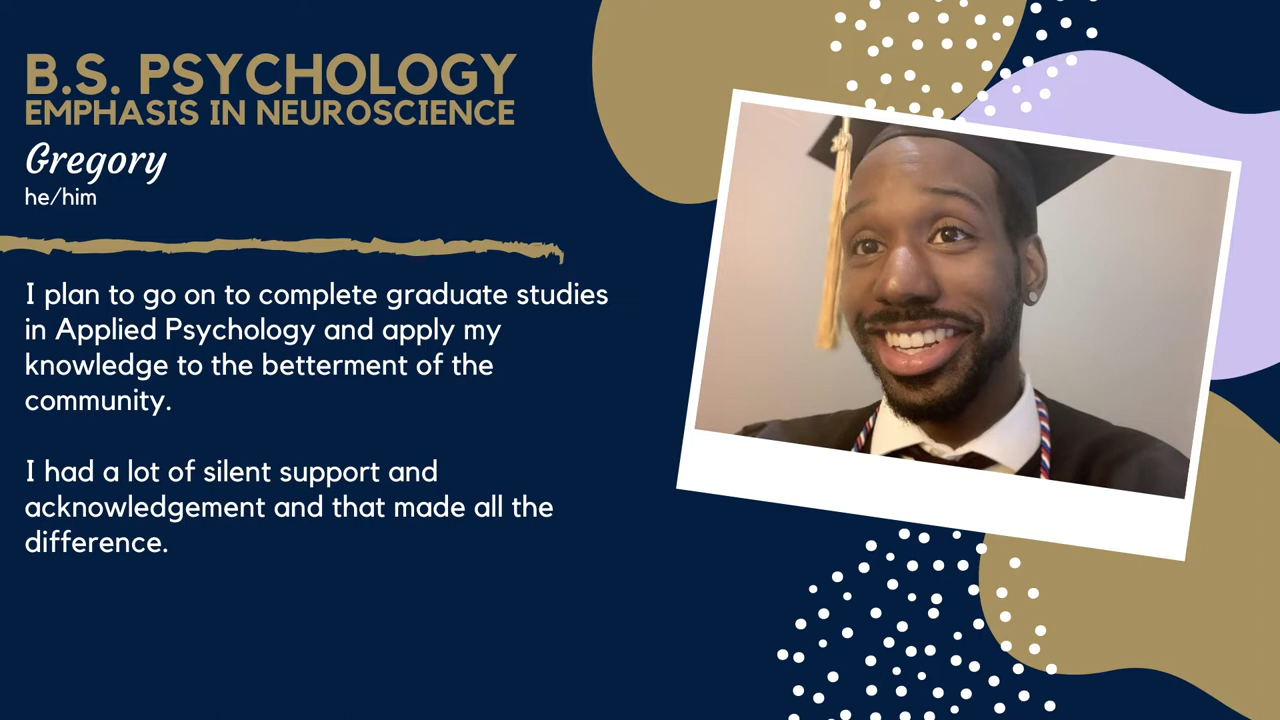 B.S. PSYCHOLOGY
EMPHASIS IN NEUROSCIENCE
Gregory
he/him
I plan to go on to complete graduate studies
in Applied Psychology and apply my
knowledge to the betterment of the
community.
I had a lot of silent support and
acknowledgement and that made all the
difference.